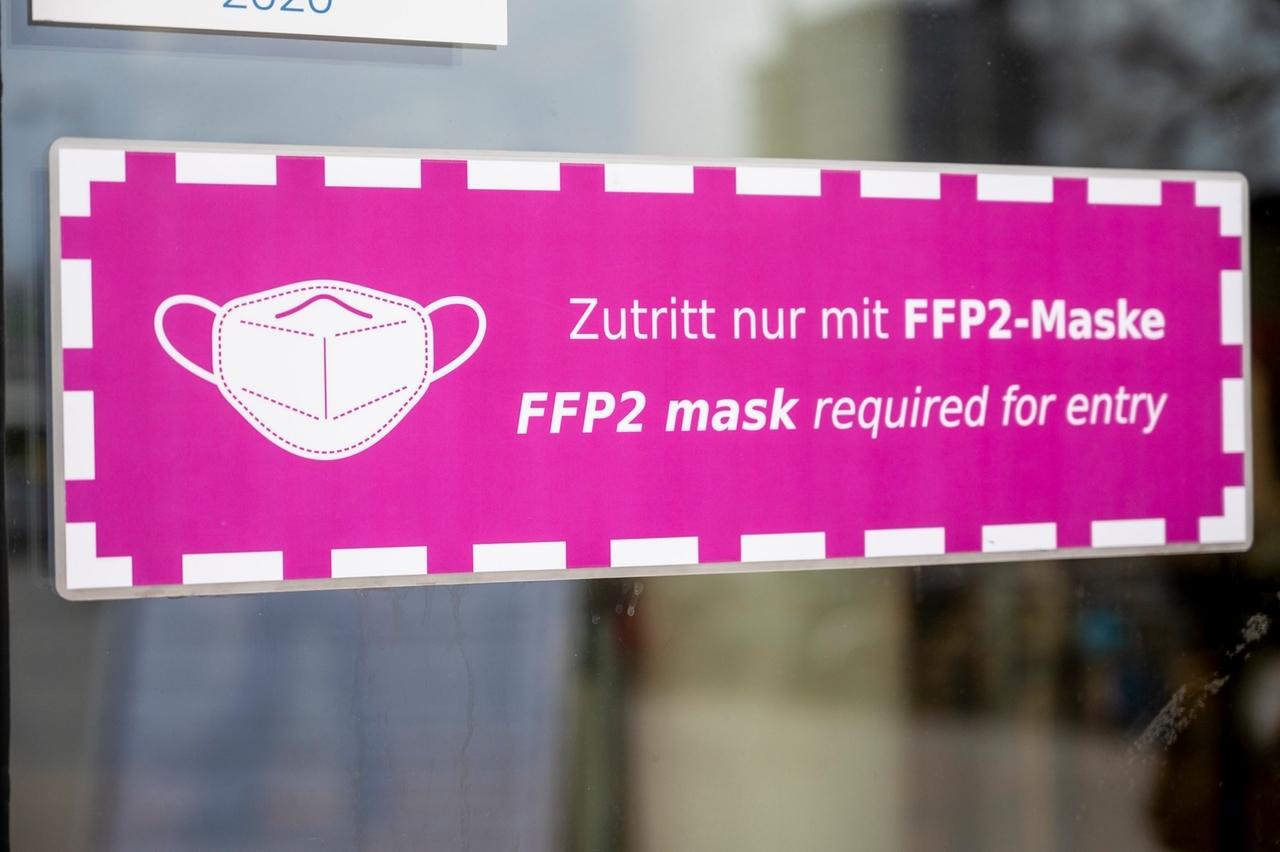 2020
Zutritt nur mit FFP2-Maske
FFP2 mask required for entry